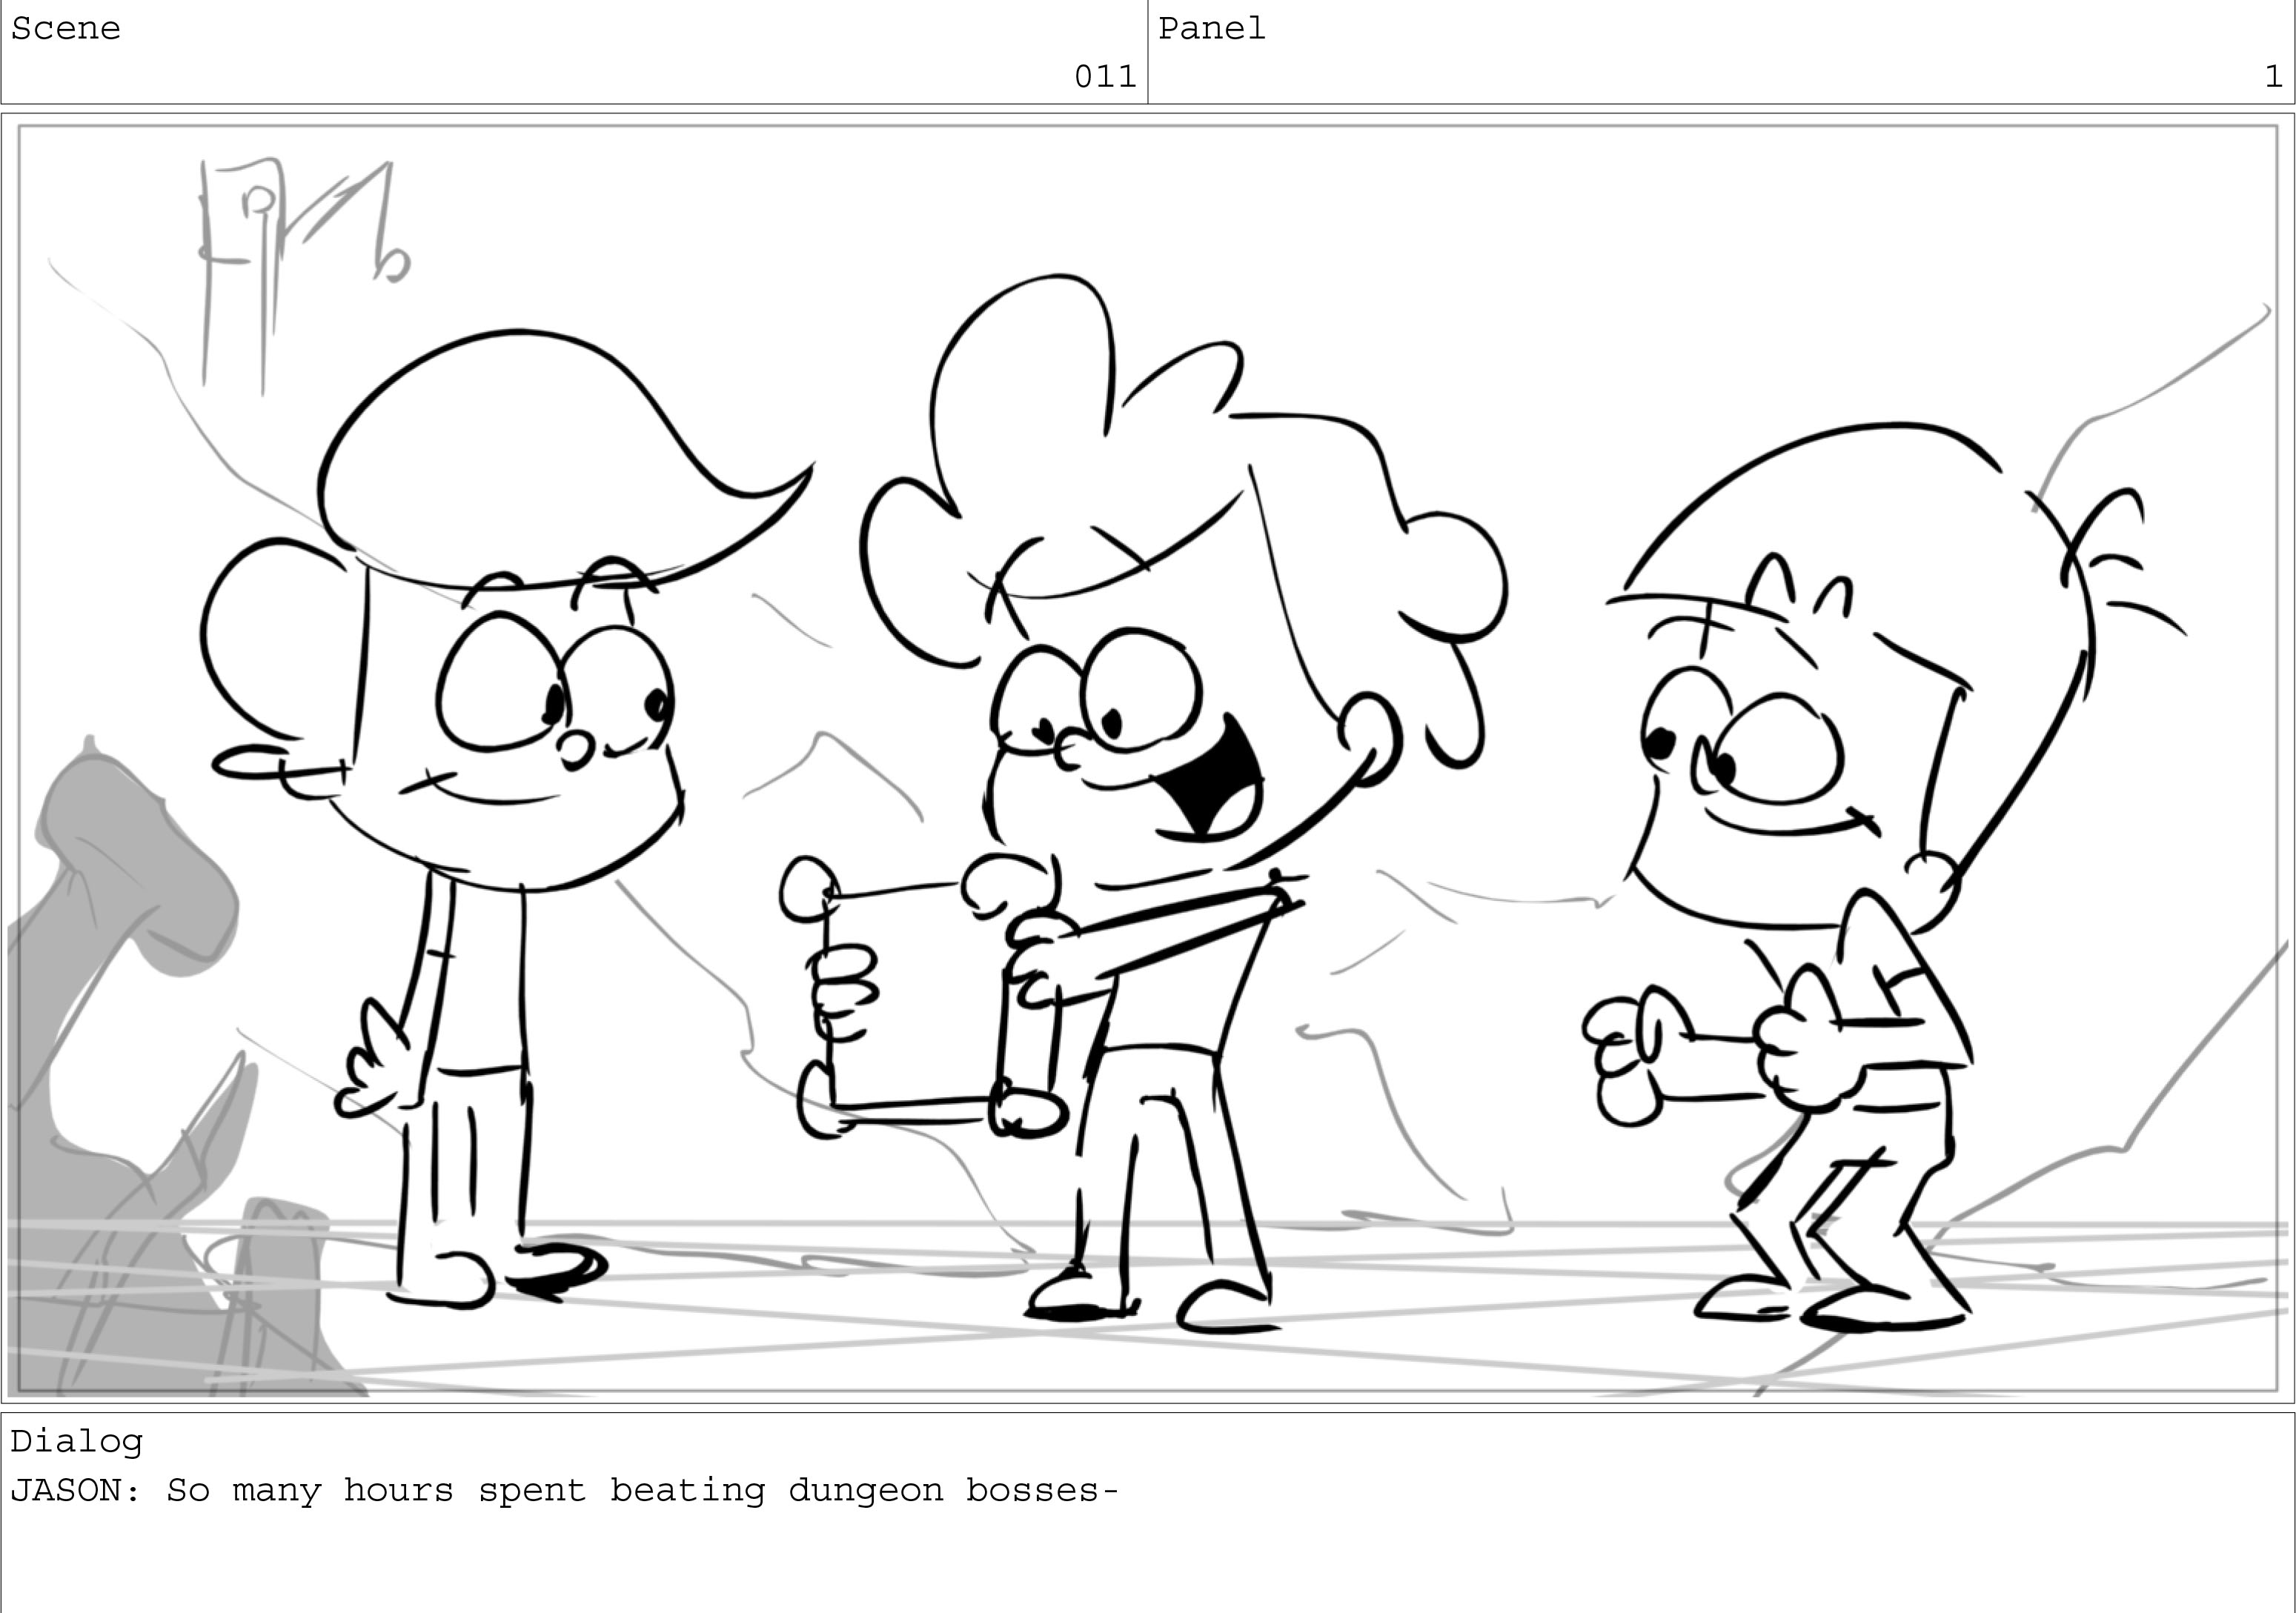 Scene
011
Panel
1
Dialog
JASON: So many hours spent beating dungeon bosses-